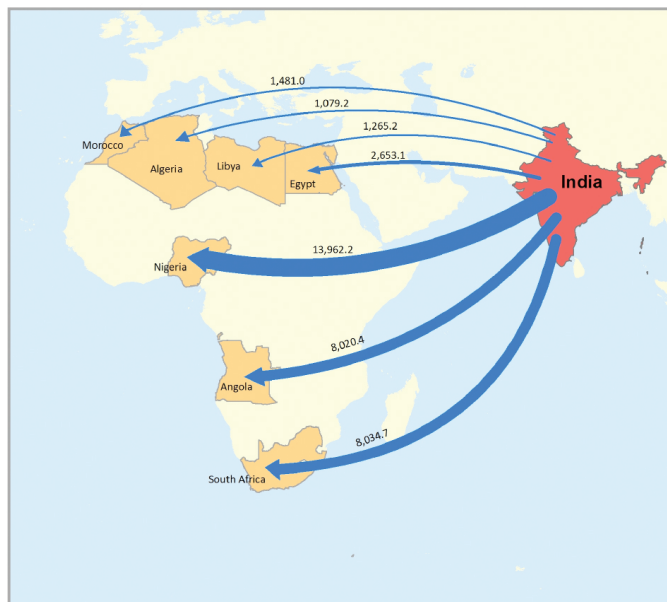 1,481.0
1,079.2
Morocco
1,265.2
Algeria
Libya
2,653.1
Egypt
India
13,962.2
Nigeria
8,020.4
Angola
8,034.7
South Africa